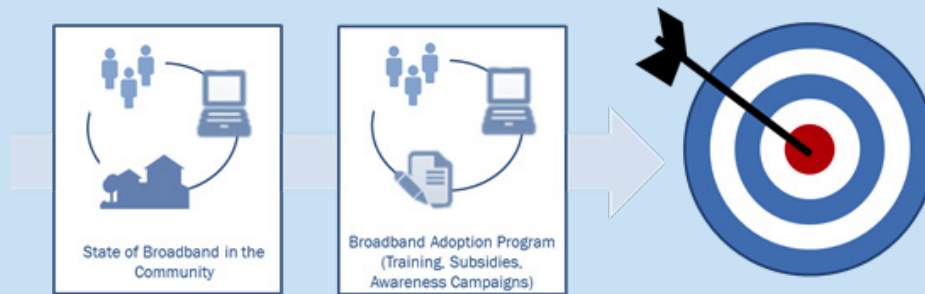 State of Broadband in the
Community
Broadband Adoption Program
(Training, Subsidies,
Awareness Campaigns)